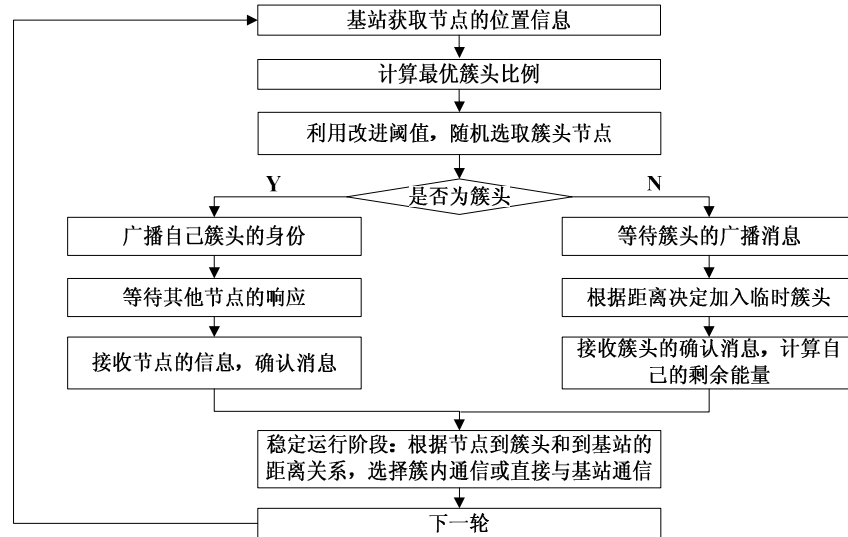 基站获取节点的位置信息
计算最优簇头比例
利用改进阈值，随机选取簇头节点
是否为簇头
Y
N
广播自己簇头的身份
等待簇头的广播消息
等待其他节点的响应
根据距离决定加入临时簇头
接收节点的信息，确认消息
接收簇头的确认消息，计算自
己的剩余能量
稳定运行阶段：根据节点到簇头和到基站的
距离关系，选择簇内通信或直接与基站通信
下一轮